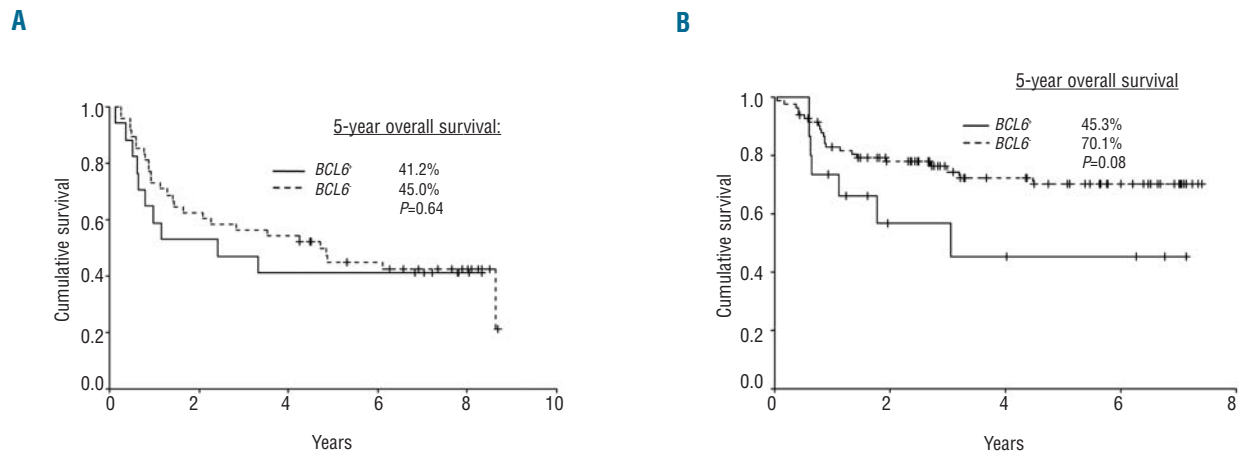 A
5-year overall survival:
BCL6+ 41.2%
BCL6- 45.0%
P=0.64
Cumulative survival
1.0
0.8
0.6
0.4
0.2
0.0
0 2 4 6 8 10
Years
B
5-year overall survival
BCL6+ 45.3%
BCL6- 70.1%
P=0.08
Cumulative survival
1.0
0.8
0.6
0.4
0.2
0.0
0 2 4 6 8
Years